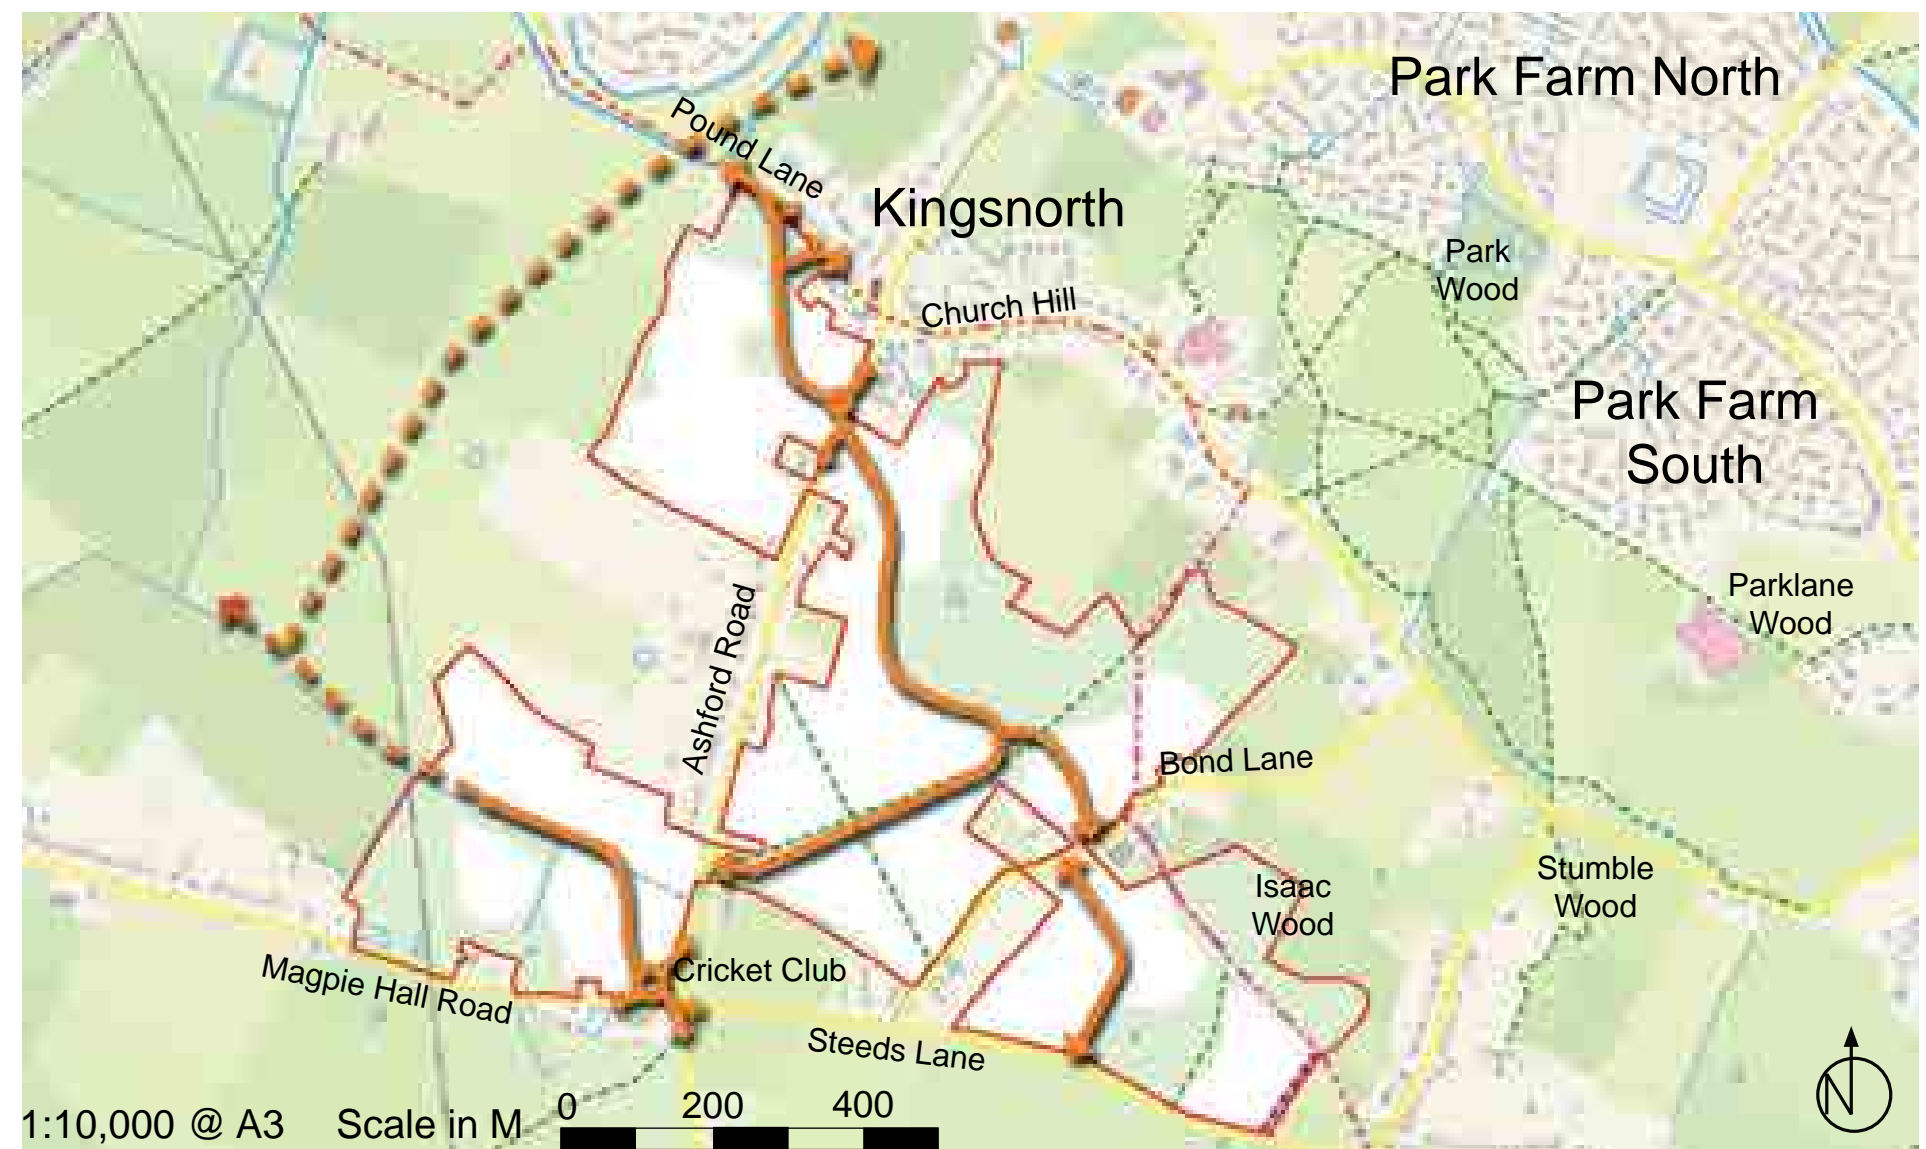 Park Farm North
Pound Lane
Kingsnorth
Park
Wood
Church Hill
Park Farm
South
Parklane
Wood
Ashford Road
Bond Lane
Stumble
Wood
Isaac
Wood
Cricket Club
Magpie Hall Road
Steeds Lane
1:10,000 @ A3 Scale in M 0 200 400
N